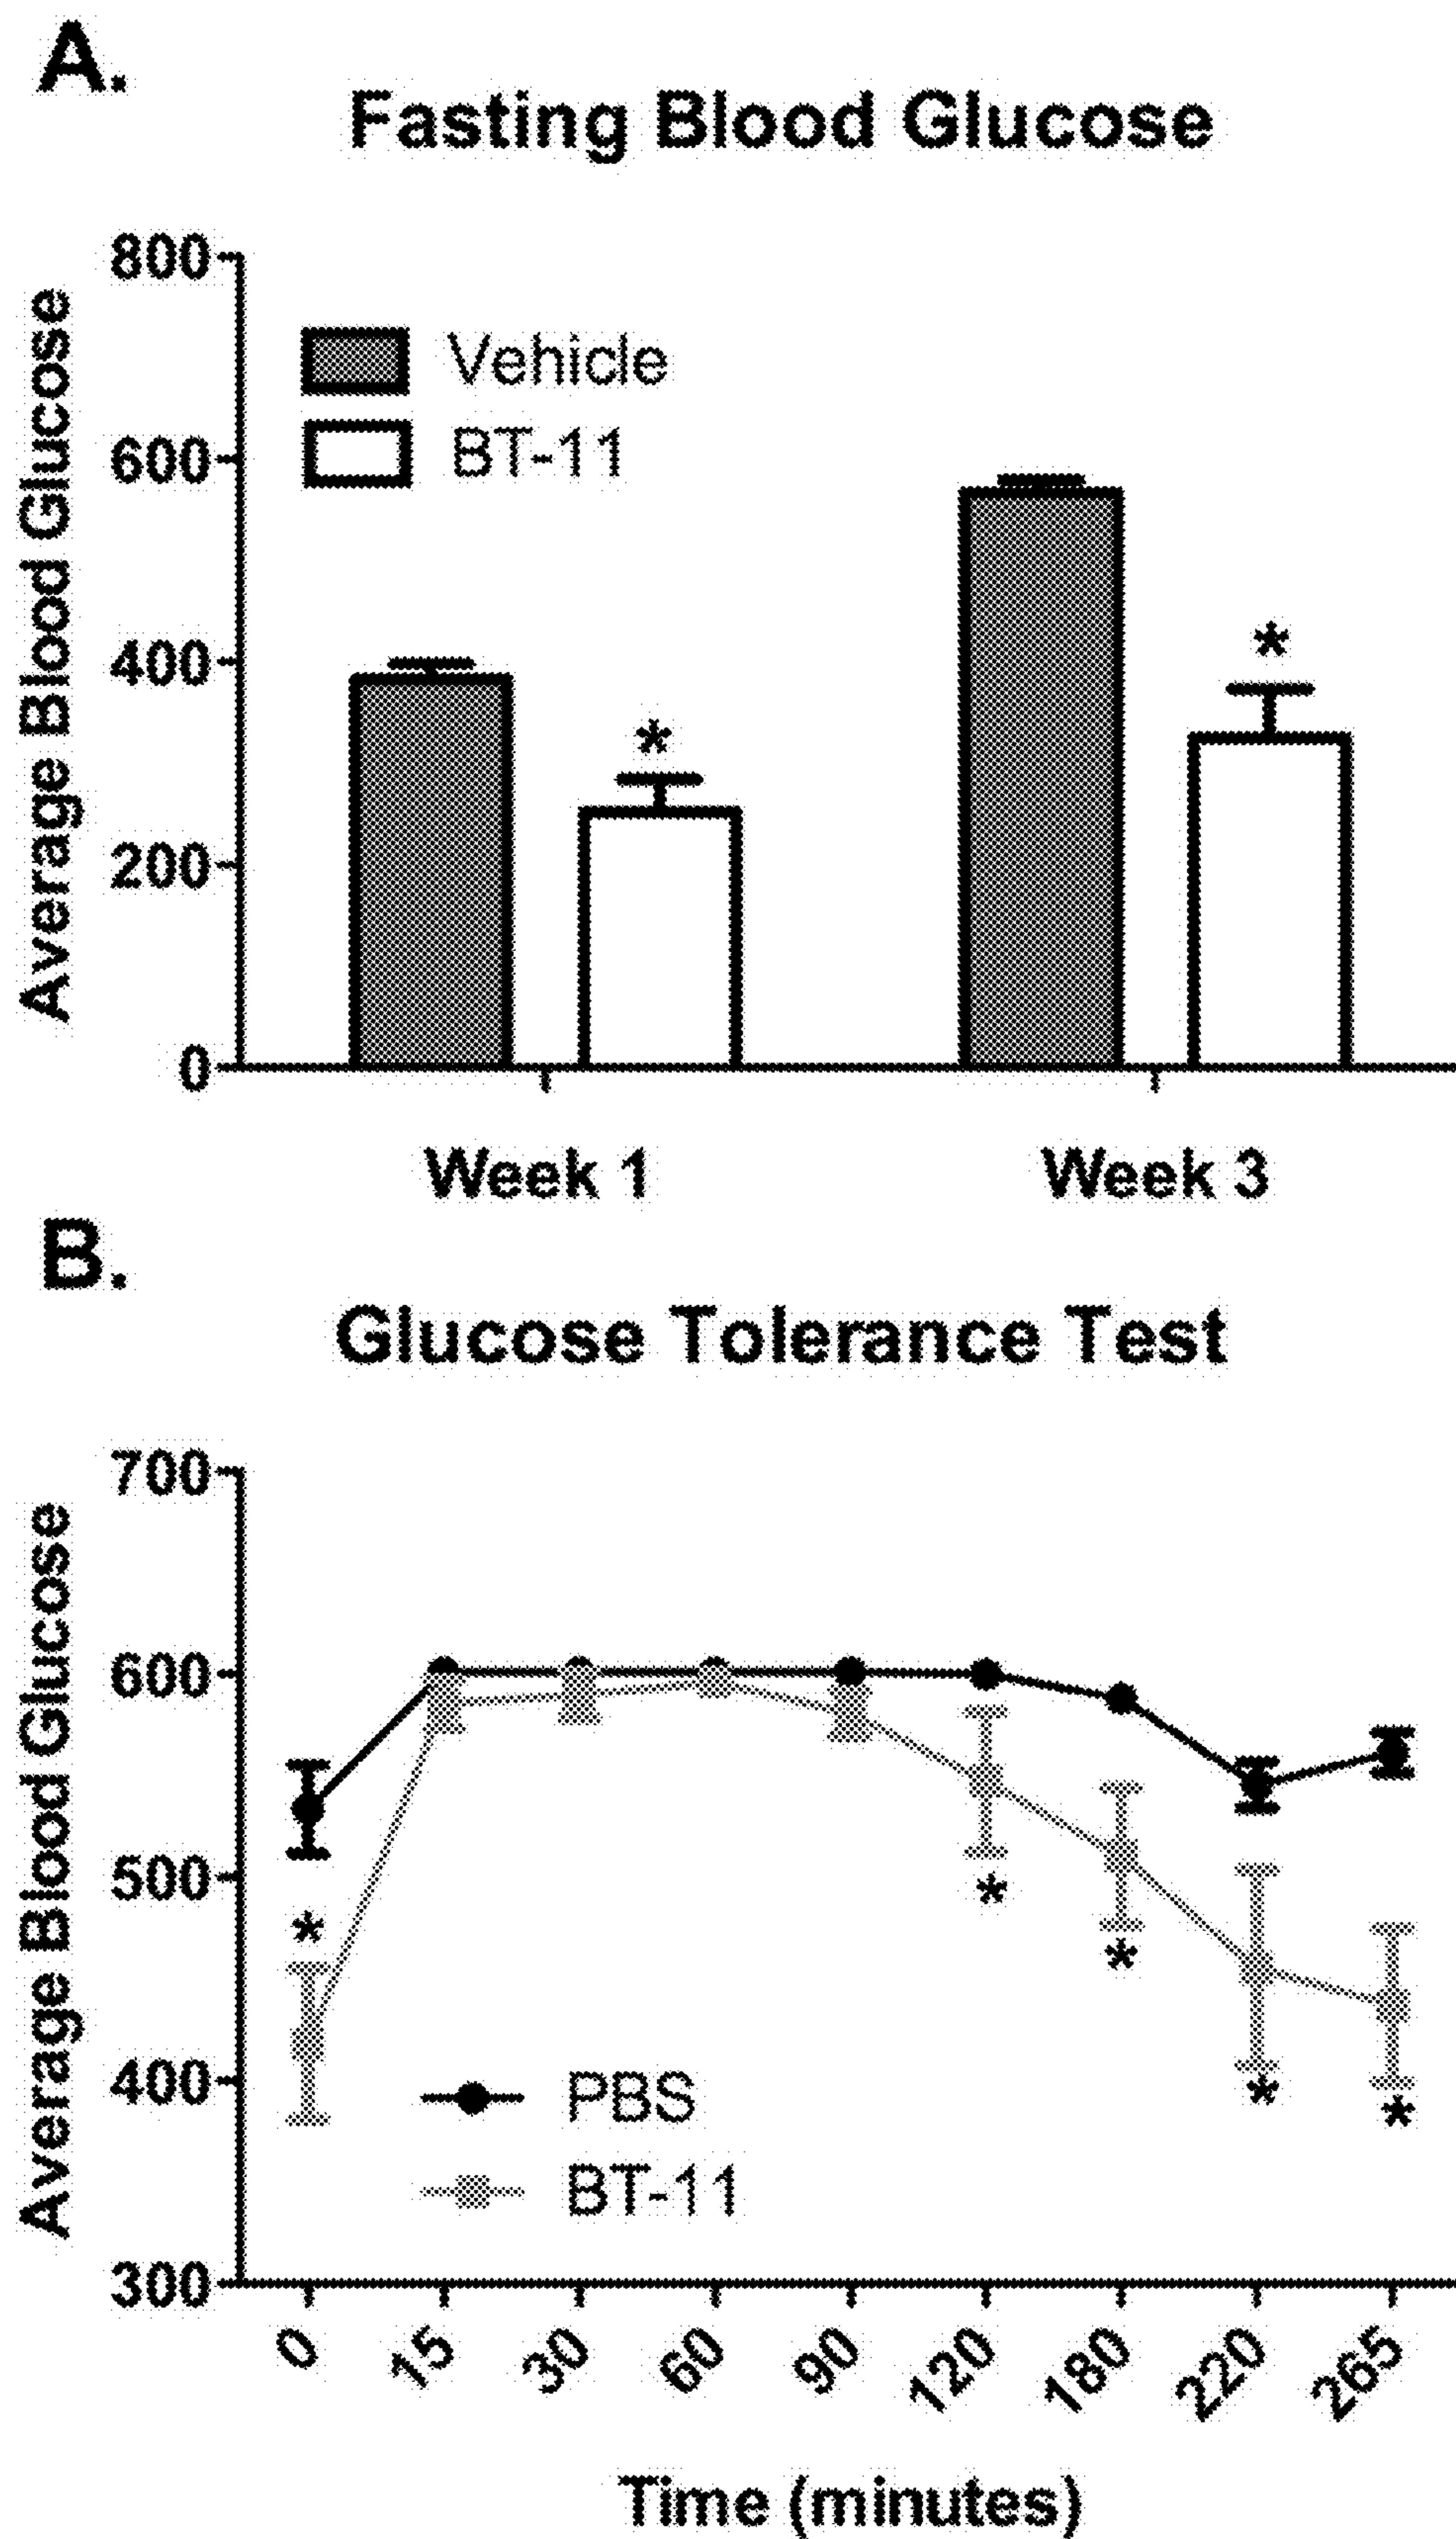 A.
Fasting Blood Glucose
Average Blood Glucose
800
600
400
200
0
Vehicle
BT-11
*
*
Week 1
Week 3
B.
Glucose Tolerance Test
Average Blood Glucose
700
600
500
400
300
*
*
*
*
*
PBS
BT-11
0
15
30
60
90
120
180
220
265
Time (minutes)